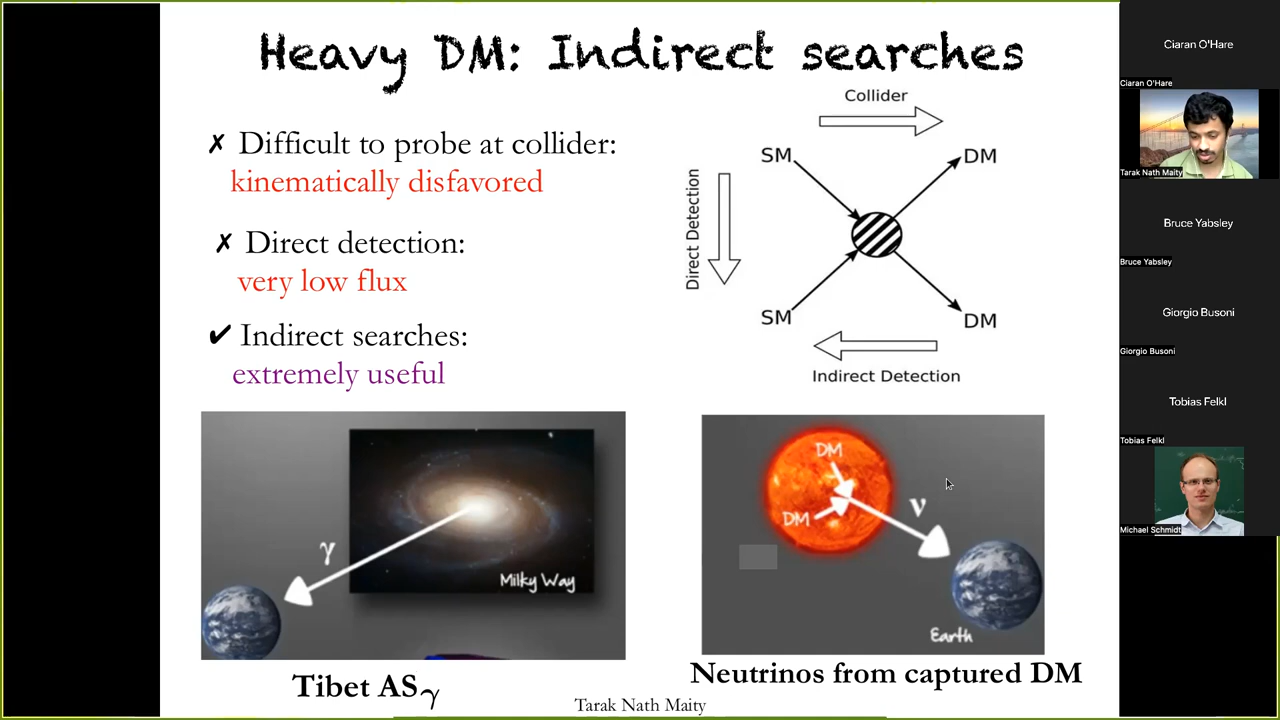 Heavy DM: Indirect searches
✗ Difficult to probe at collider:
kinematically disfavored
✗ Direct detection:
very low flux
✔ Indirect searches:
extremely useful
Collider
SM
DM
Direct Detection
SM
DM
Indirect Detection
γ
Milky Way
Tibet ASγ
DM
DM
ν
Earth
Neutrinos from captured DM
Tarak Nath Maity
Ciaran O'Hare
Ciaran O'Hare
Tarak Nath Maity
Bruce Yabsley
Bruce Yabsley
Giorgio Busoni
Giorgio Busoni
Tobias Felkl
Tobias Felkl
Michael Schmidt